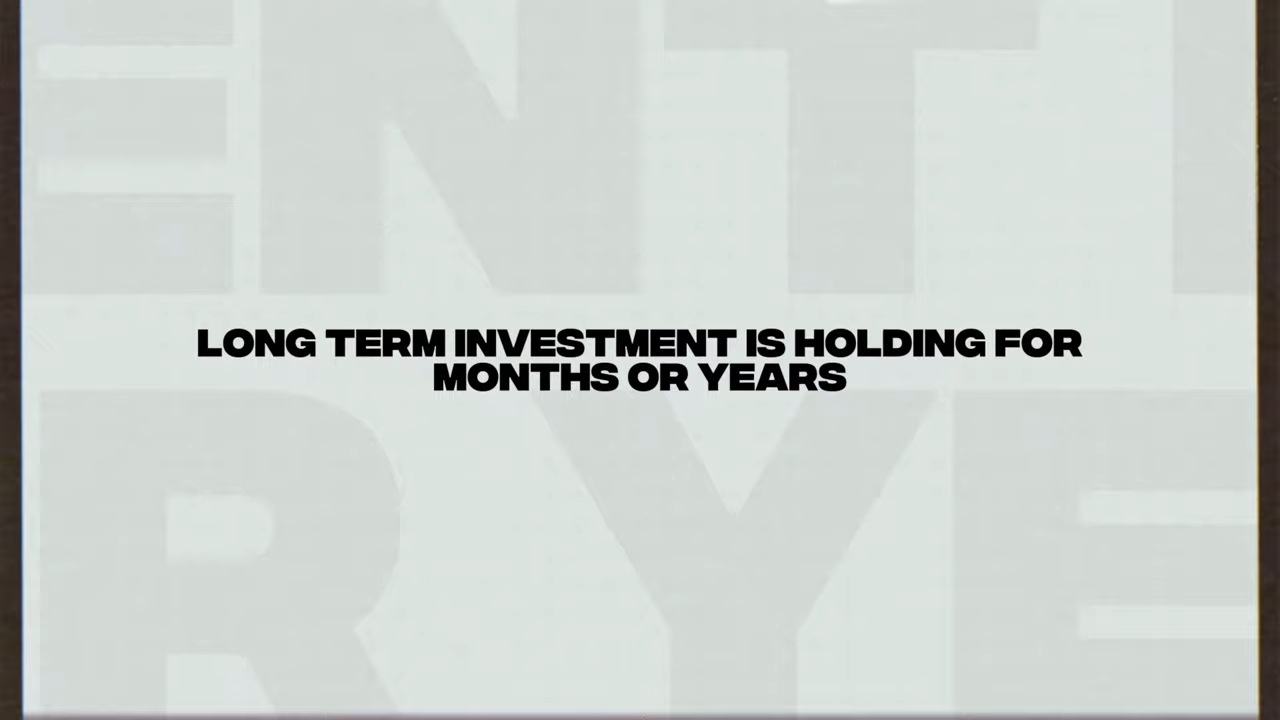 LONG TERM INVESTMENT IS HOLDING FOR
MONTHS OR YEARS